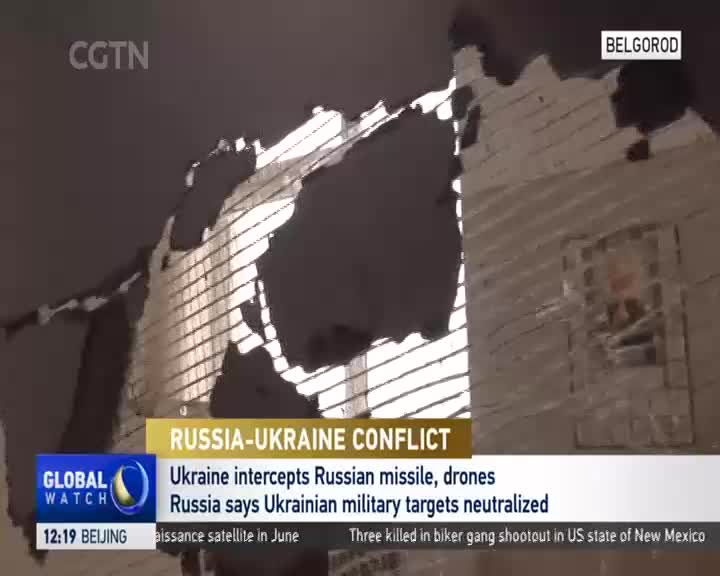 CGTN
BELGOROD
RUSSIA-UKRAINE CONFLICT
Ukraine intercepts Russian missile, drones
Russia says Ukrainian military targets neutralized
GLOBAL
WATCH
12:19 BEIJING
aissance satellite in June Three killed in biker gang shootout in US state of New Mexico